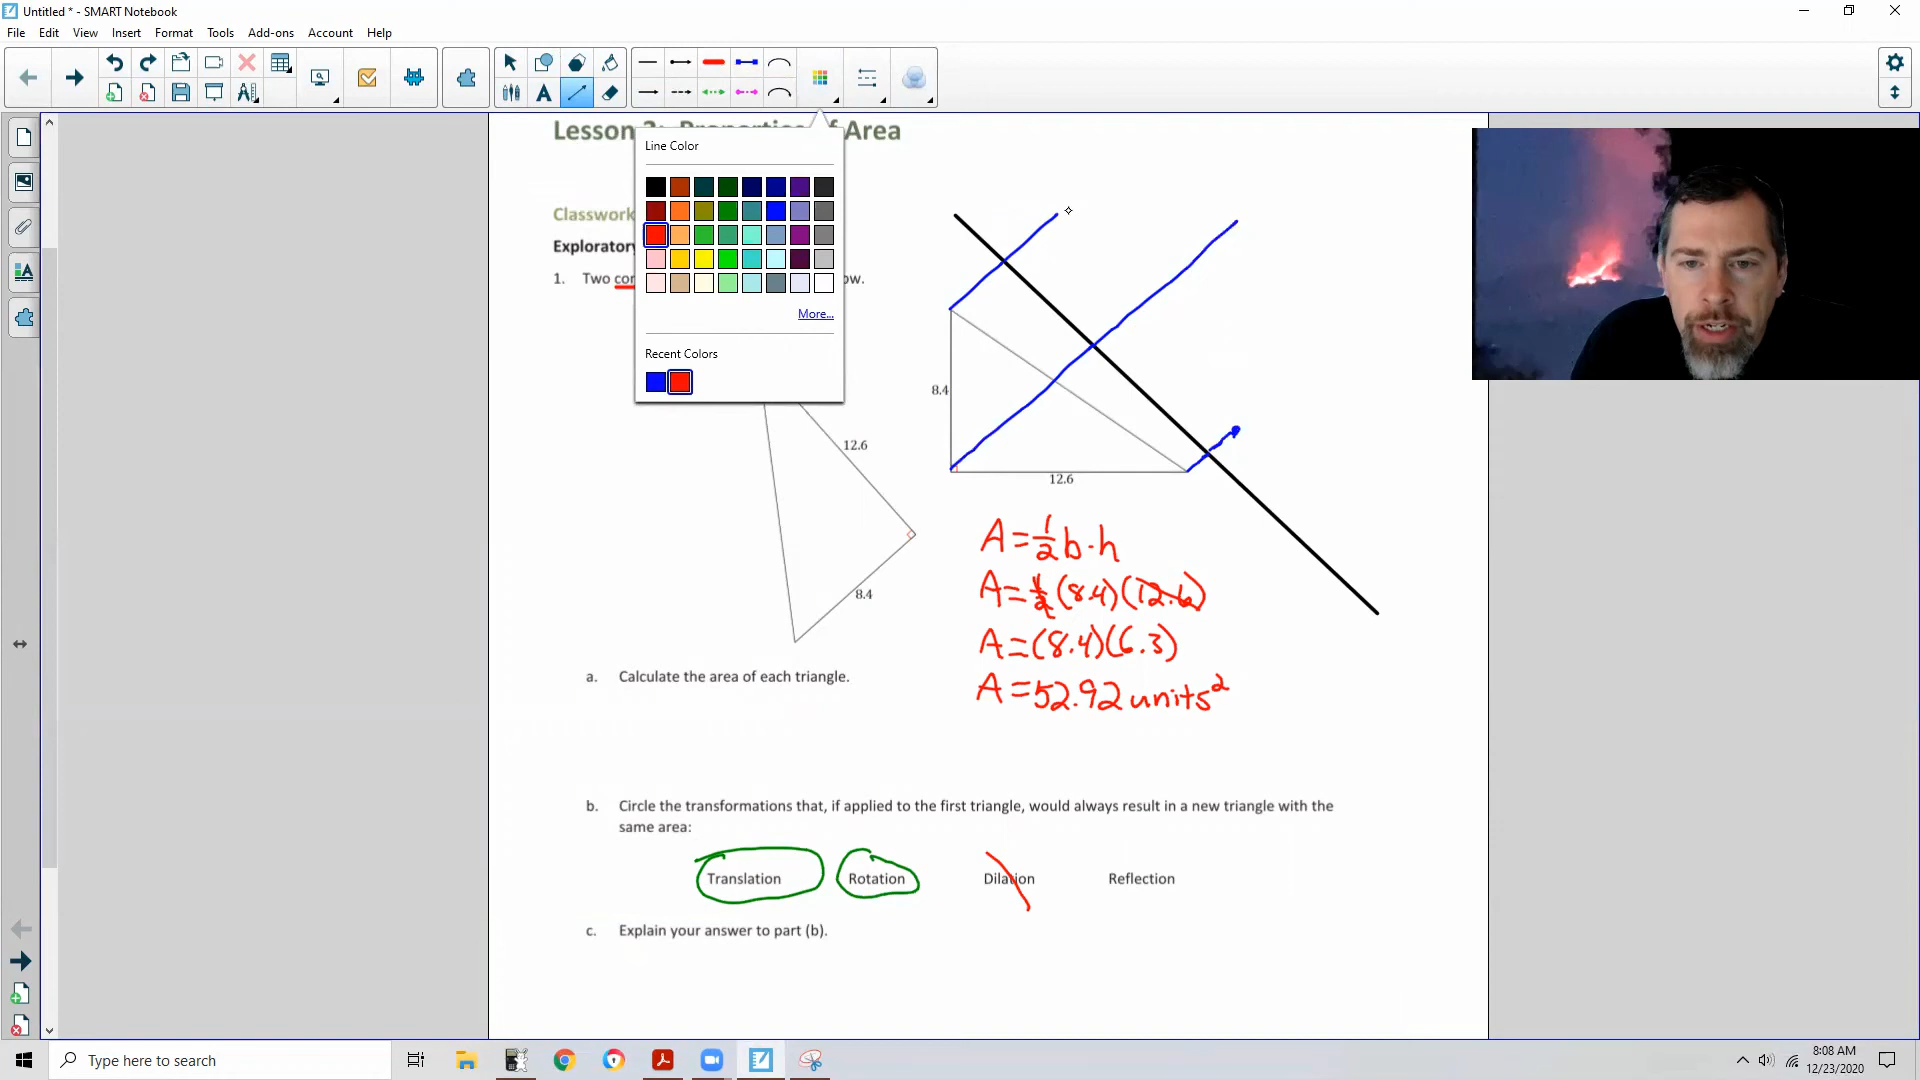 Untitled * - SMART Notebook
File Edit View Insert Format Tools Add-ons Account Help
Lesson Area
Line Color
Classwork
Exploratory
1. Two con ow.
More...
Recent Colors
8.4
12.6
12.6
8.4
A = 1/2 b · h
A = 1/2 (8.4)(12.6)
A = (8.4)(6.3)
A = 52.92 units²
a. Calculate the area of each triangle.
b. Circle the transformations that, if applied to the first triangle, would always result in a new triangle with the
same area:
Translation Rotation Dilation Reflection
c. Explain your answer to part (b).
Type here to search
8:08 AM
12/23/2020